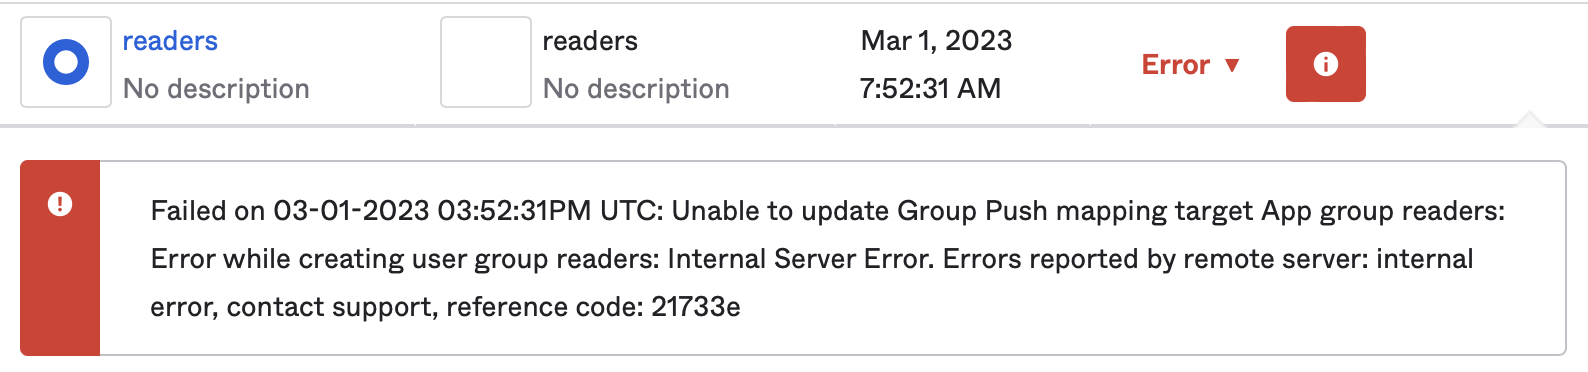 readers
No description
readers
No description
Mar 1, 2023
7:52:31 AM
Error ▼
Failed on 03-01-2023 03:52:31PM UTC: Unable to update Group Push mapping target App group readers:
Error while creating user group readers: Internal Server Error. Errors reported by remote server: internal
error, contact support, reference code: 21733e